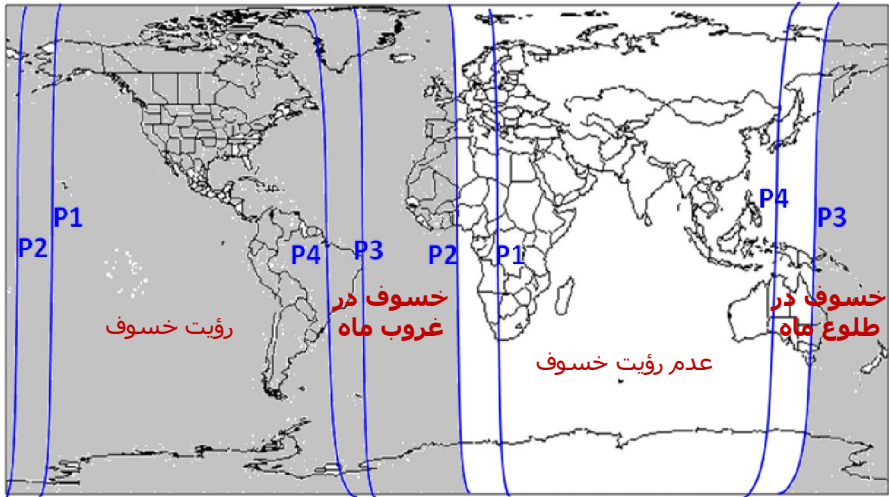 P1
P2
P4
P3
P2
P1
P4
P3
رؤیت خسوف
خسوف در
غروب ماه
عدم رؤیت خسوف
خسوف در
طلوع ماه